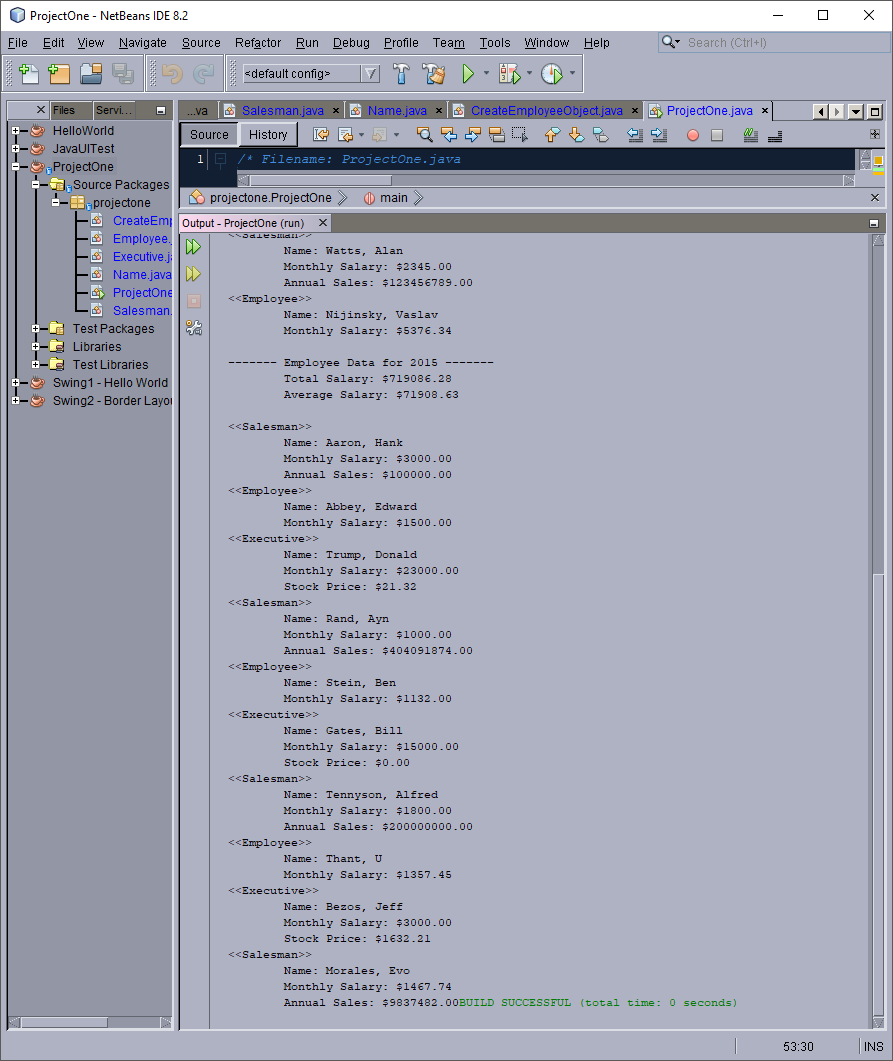 ProjectOne - NetBeans IDE 8.2
File Edit View Navigate Source Refactor Run Debug Profile Team Tools Window Help
Search (Ctrl+I)
<default config>
Files Servi...
...va Salesman.java Name.java CreateEmployeeObject.java ProjectOne.java
Source History
HelloWorld
JavaUITest
ProjectOne
Source Packages
projectone
CreateEmp
Employee.
Executive.ja
Name.java
ProjectOne
Salesman.
Test Packages
Libraries
Test Libraries
Swing1 - Hello World
Swing2 - Border Layou
1 /* Filename: ProjectOne.java
projectone.ProjectOne main
Output - ProjectOne (run)
<<Salesman>>
Name: Watts, Alan
Monthly Salary: $2345.00
Annual Sales: $123456789.00
<<Employee>>
Name: Nijinsky, Vaslav
Monthly Salary: $5376.34
------- Employee Data for 2015 -------
Total Salary: $719086.28
Average Salary: $71908.63
<<Salesman>>
Name: Aaron, Hank
Monthly Salary: $3000.00
Annual Sales: $100000.00
<<Employee>>
Name: Abbey, Edward
Monthly Salary: $1500.00
<<Executive>>
Name: Trump, Donald
Monthly Salary: $23000.00
Stock Price: $21.32
<<Salesman>>
Name: Rand, Ayn
Monthly Salary: $1000.00
Annual Sales: $404091874.00
<<Employee>>
Name: Stein, Ben
Monthly Salary: $1132.00
<<Executive>>
Name: Gates, Bill
Monthly Salary: $15000.00
Stock Price: $0.00
<<Salesman>>
Name: Tennyson, Alfred
Monthly Salary: $1800.00
Annual Sales: $200000000.00
<<Employee>>
Name: Thant, U
Monthly Salary: $1357.45
<<Executive>>
Name: Bezos, Jeff
Monthly Salary: $3000.00
Stock Price: $1632.21
<<Salesman>>
Name: Morales, Evo
Monthly Salary: $1467.74
Annual Sales: $9837482.00BUILD SUCCESSFUL (total time: 0 seconds)
53:30 INS